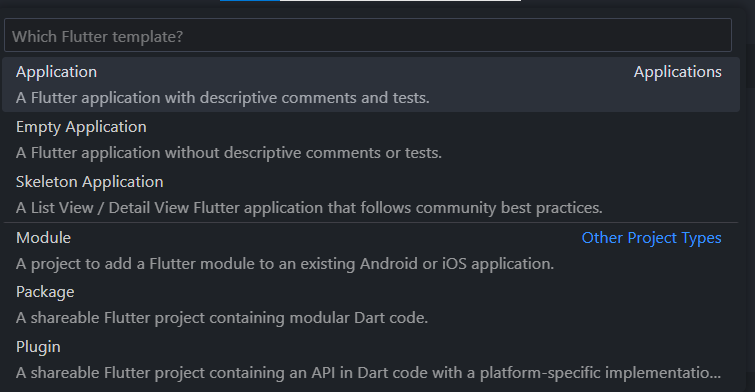 Which Flutter template?
Application Applications
A Flutter application with descriptive comments and tests.
Empty Application
A Flutter application without descriptive comments or tests.
Skeleton Application
A List View / Detail View Flutter application that follows community best practices.
Module Other Project Types
A project to add a Flutter module to an existing Android or iOS application.
Package
A shareable Flutter project containing modular Dart code.
Plugin
A shareable Flutter project containing an API in Dart code with a platform-specific implementatio...